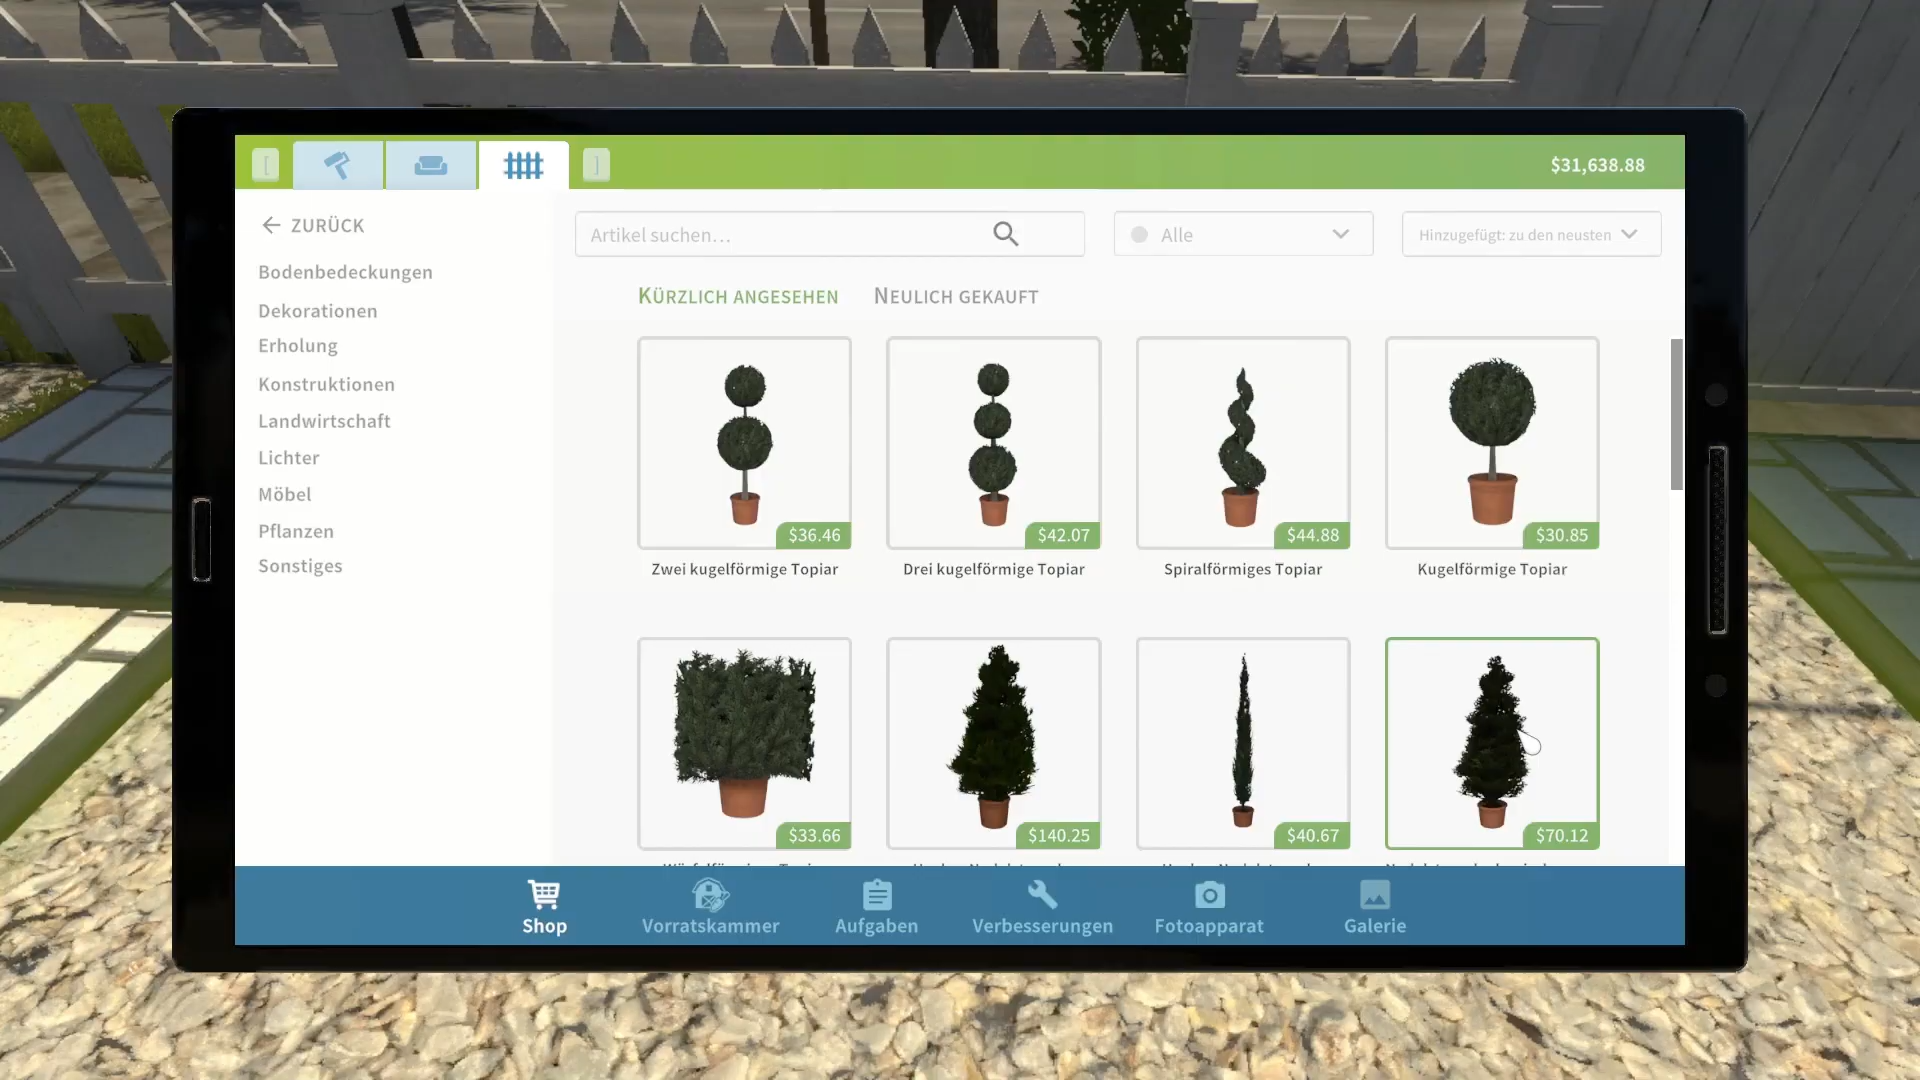 [
]
$31,638.88
ZURÜCK
Artikel suchen...
Alle
Hinzugefügt: zu den neusten
Bodenbedeckungen
Dekorationen
Erholung
Konstruktionen
Landwirtschaft
Lichter
Möbel
Pflanzen
Sonstiges
KÜRZLICH ANGESEHEN
NEULICH GEKAUFT
$36.46
$42.07
$44.88
$30.85
Zwei kugelförmige Topiar
Drei kugelförmige Topiar
Spiralförmiges Topiar
Kugelförmige Topiar
$33.66
$140.25
$40.67
$70.12
Shop
Vorratskammer
Aufgaben
Verbesserungen
Fotoapparat
Galerie